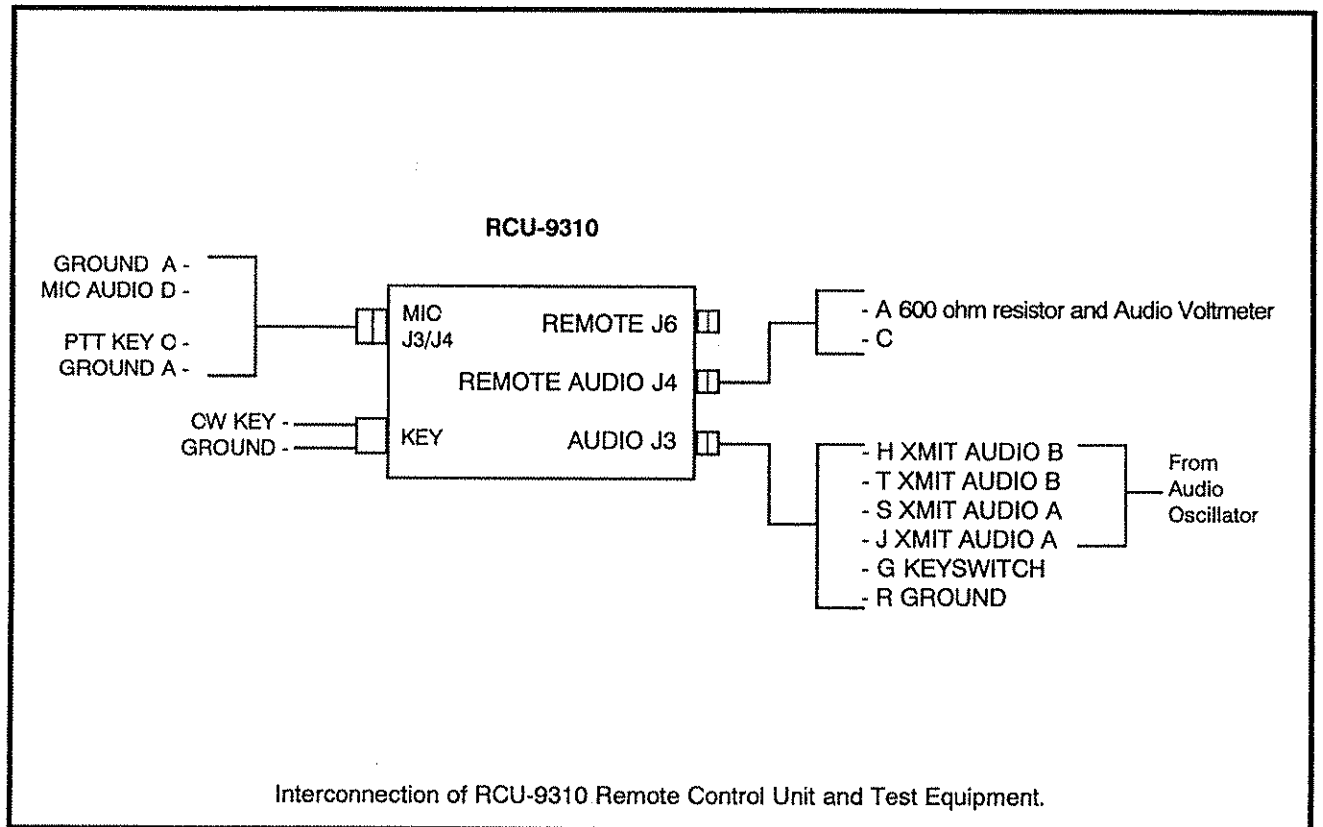 RCU-9310
GROUND A -
MIC AUDIO D -
PTT KEY C -
GROUND A -
CW KEY -
GROUND -
MIC
J3/J4
KEY
REMOTE J6
REMOTE AUDIO J4
AUDIO J3
- A 600 ohm resistor and Audio Voltmeter
- C
- H XMIT AUDIO B
- T XMIT AUDIO B
- S XMIT AUDIO A
- J XMIT AUDIO A
- G KEYSWITCH
- R GROUND
From
Audio
Oscillator
Interconnection of RCU-9310 Remote Control Unit and Test Equipment.